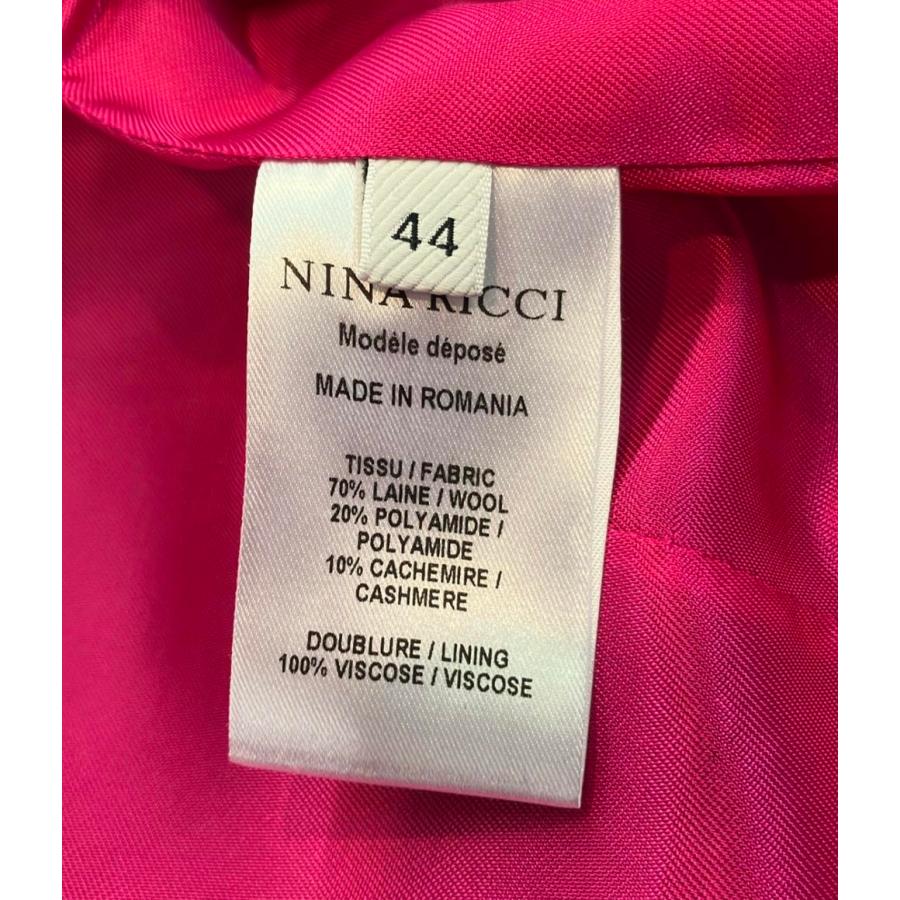 44
NINA RICCI
Modèle déposé
MADE IN ROMANIA
TISSU / FABRIC
70% LAINE / WOOL
20% POLYAMIDE /
POLYAMIDE
10% CACHEMIRE /
CASHMERE
DOUBLURE / LINING
100% VISCOSE / VISCOSE